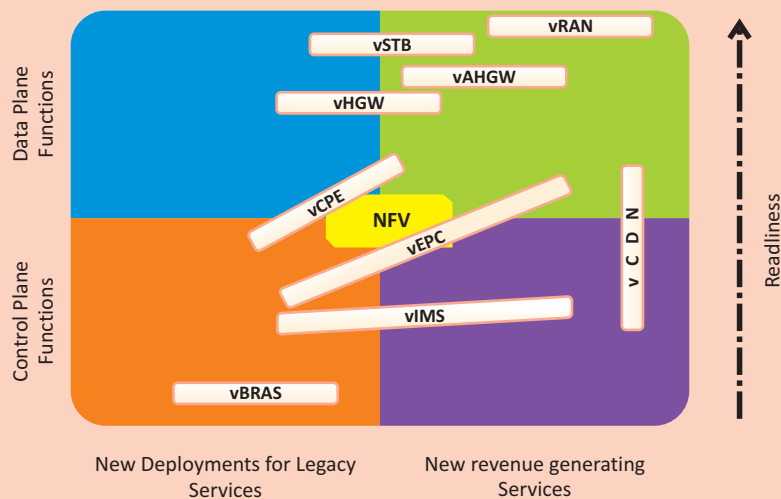 vRAN
vSTB
vAHGW
vHGW
Data Plane
Functions
vCPE
NFV
vEPC
v C D N
Readliness
Control Plane
Functions
vIMS
vBRAS
New Deployments for Legacy
Services
New revenue generating
Services